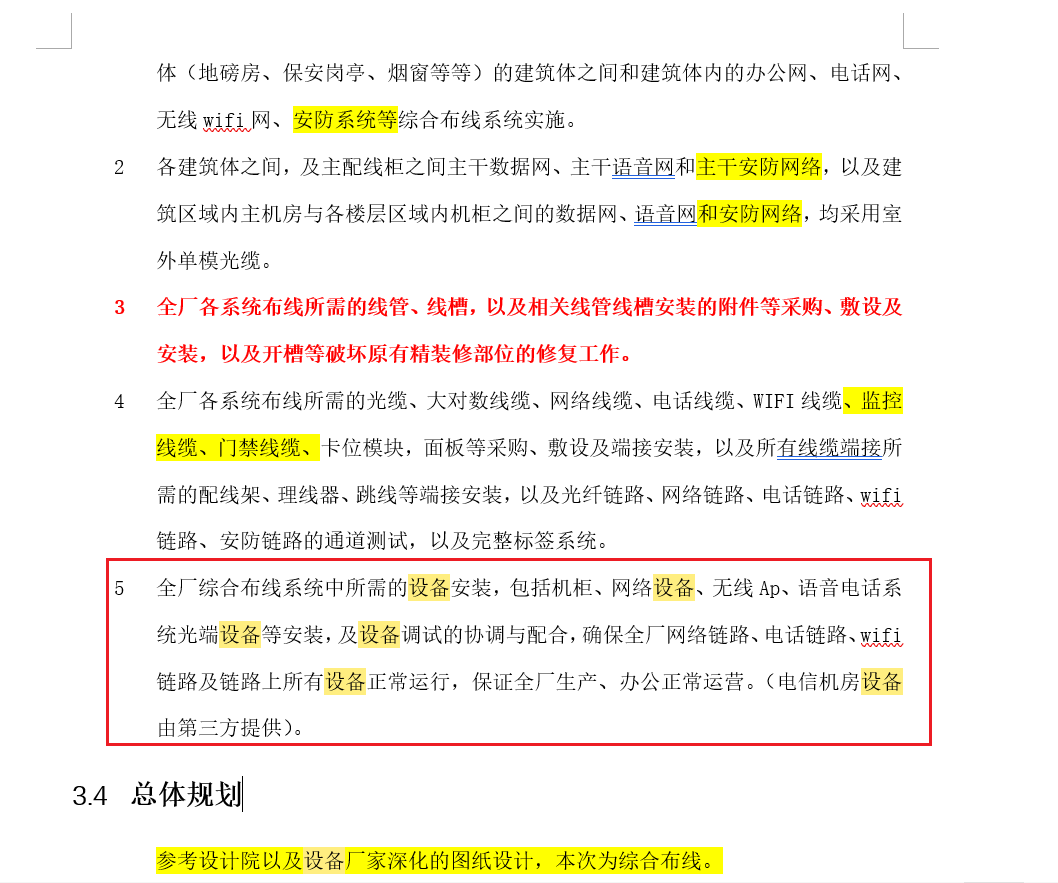 体（地磅房、保安岗亭、烟窗等等）的建筑体之间和建筑体内的办公网、电话网、
无线 wifi 网、安防系统等综合布线系统实施。
2 各建筑体之间，及主配线柜之间主干数据网、主干语音网和主干安防网络，以及建
筑区域内主机房与各楼层区域内机柜之间的数据网、语音网和安防网络，均采用室
外单模光缆。
3 全厂各系统布线所需的线管、线槽，以及相关线管线槽安装的附件等采购、敷设及
安装，以及开槽等破坏原有精装修部位的修复工作。
4 全厂各系统布线所需的光缆、大对数线缆、网络线缆、电话线缆、WIFI 线缆、监控
线缆、门禁线缆、卡位模块，面板等采购、敷设及端接安装，以及所有线缆端接所
需的配线架、理线器、跳线等端接安装，以及光纤链路、网络链路、电话链路、wifi
链路、安防链路的通道测试，以及完整标签系统。
5 全厂综合布线系统中所需的设备安装，包括机柜、网络设备、无线 Ap、语音电话系
统光端设备等安装，及设备调试的协调与配合，确保全厂网络链路、电话链路、wifi
链路及链路上所有设备正常运行，保证全厂生产、办公正常运营。（电信机房设备
由第三方提供）。
3.4 总体规划
参考设计院以及设备厂家深化的图纸设计，本次为综合布线。